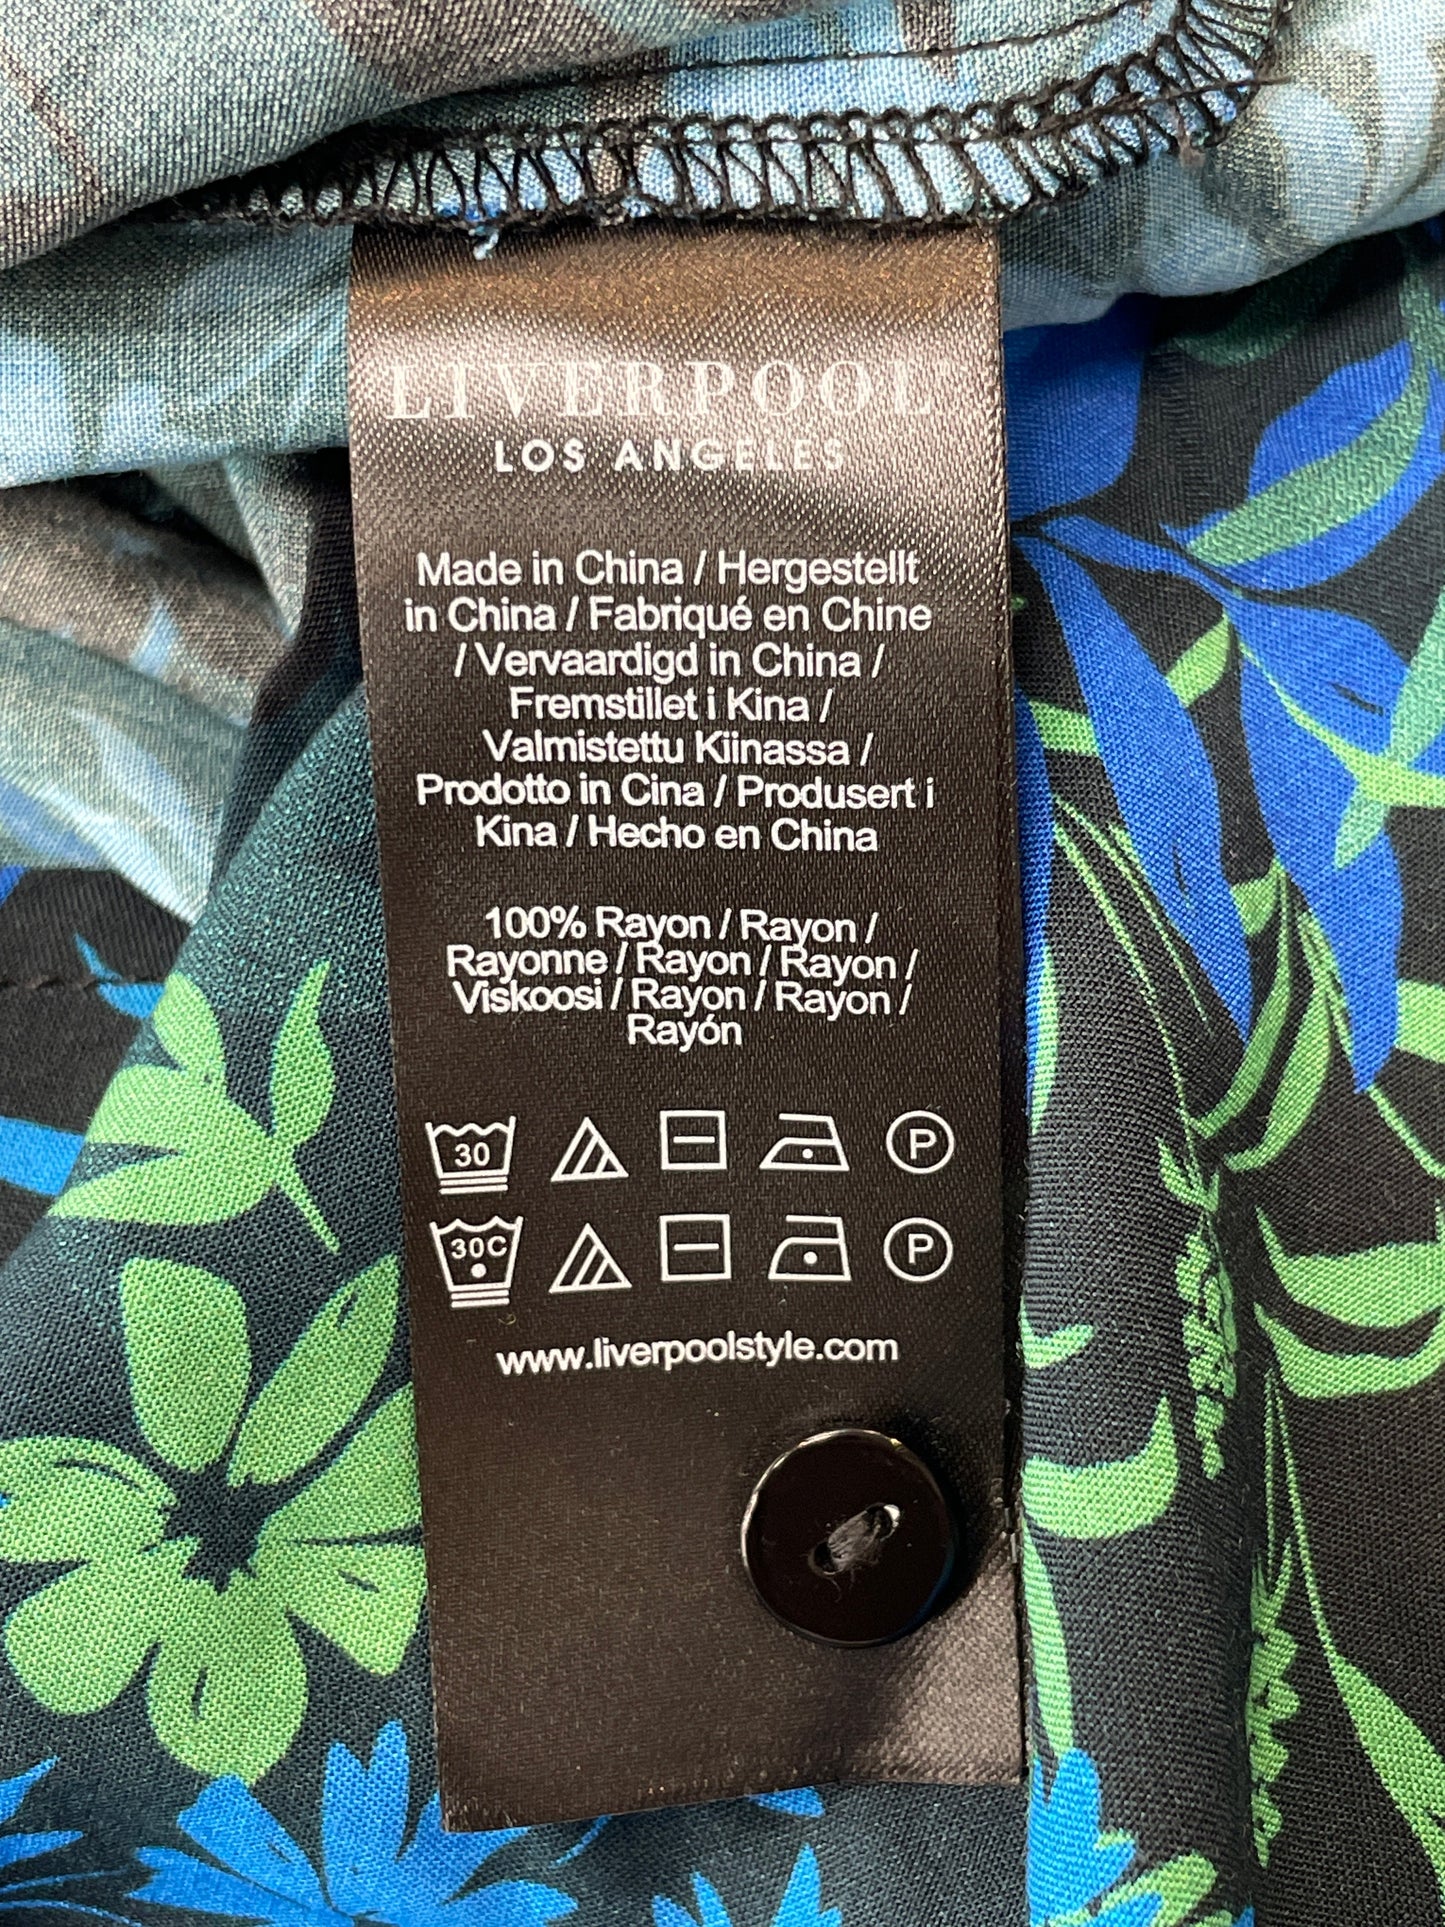 LIVERPOOL™
LOS ANGELES
Made in China / Hergestellt
in China / Fabriqué en Chine
/ Vervaardigd in China /
Fremstillet i Kina /
Valmistettu Kiinassa /
Prodotto in Cina / Produsert i
Kina / Hecho en China
100% Rayon / Rayon /
Rayonne / Rayon / Rayon /
Viskoosi / Rayon / Rayon /
Rayón
30 P
30C P
www.liverpoolstyle.com